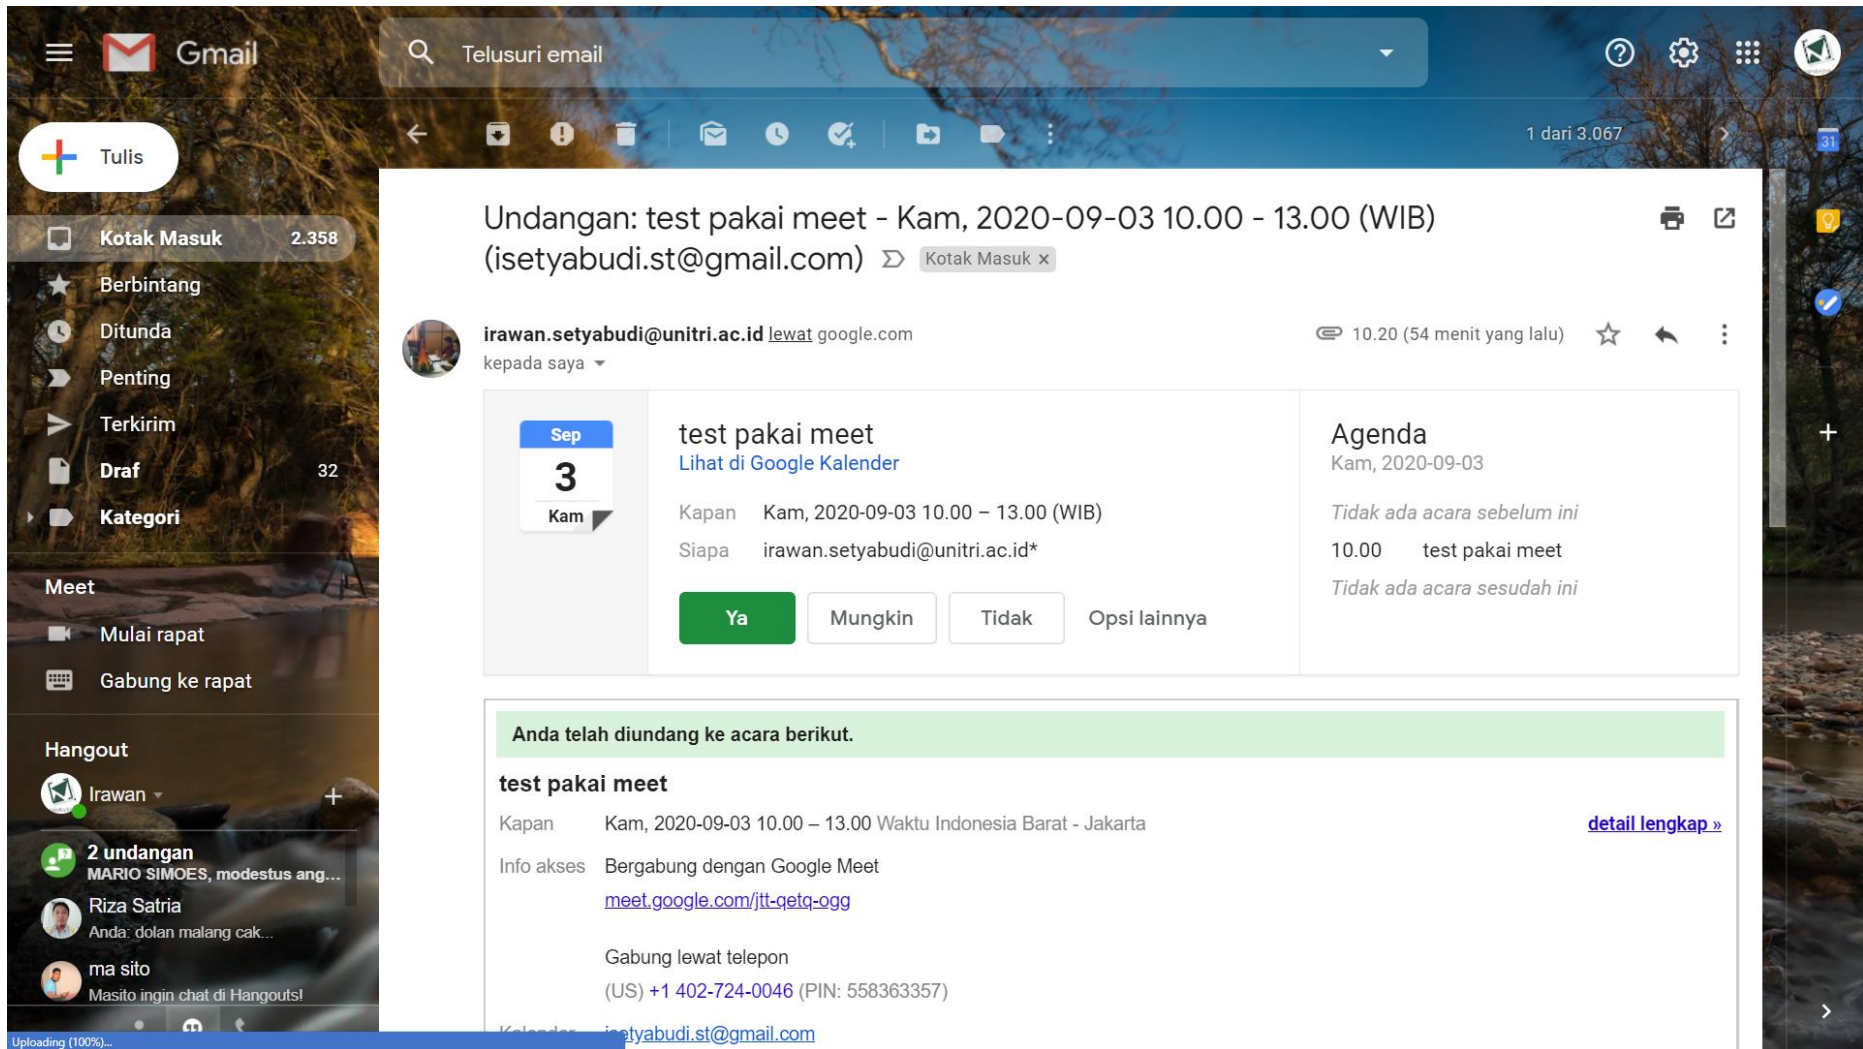 Gmail
Telusuri email
Tulis
1 dari 3.067
31
Kotak Masuk 2.358
Berbintang
Ditunda
Penting
Terkirim
Draf 32
Kategori
Meet
Mulai rapat
Gabung ke rapat
Hangout
Irawan
2 undangan
MARIO SIMOES, modestus ang...
Riza Satria
Anda: dolan malang cak...
ma sito
Masito ingin chat di Hangouts!
Uploading (100%)...
Undangan: test pakai meet - Kam, 2020-09-03 10.00 - 13.00 (WIB)
(isetyabudi.st@gmail.com) Kotak Masuk ×
irawan.setyabudi@unitri.ac.id lewat google.com
10.20 (54 menit yang lalu)
kepada saya
Sep
3
Kam
test pakai meet
Lihat di Google Kalender
Kapan Kam, 2020-09-03 10.00 – 13.00 (WIB)
Siapa irawan.setyabudi@unitri.ac.id*
Ya Mungkin Tidak Opsi lainnya
Agenda
Kam, 2020-09-03
Tidak ada acara sebelum ini
10.00 test pakai meet
Tidak ada acara sesudah ini
Anda telah diundang ke acara berikut.
test pakai meet
Kapan Kam, 2020-09-03 10.00 – 13.00 Waktu Indonesia Barat - Jakarta
detail lengkap »
Info akses Bergabung dengan Google Meet
meet.google.com/jtt-qetq-ogg
Gabung lewat telepon
(US) +1 402-724-0046 (PIN: 558363357)
Kalender isetyabudi.st@gmail.com